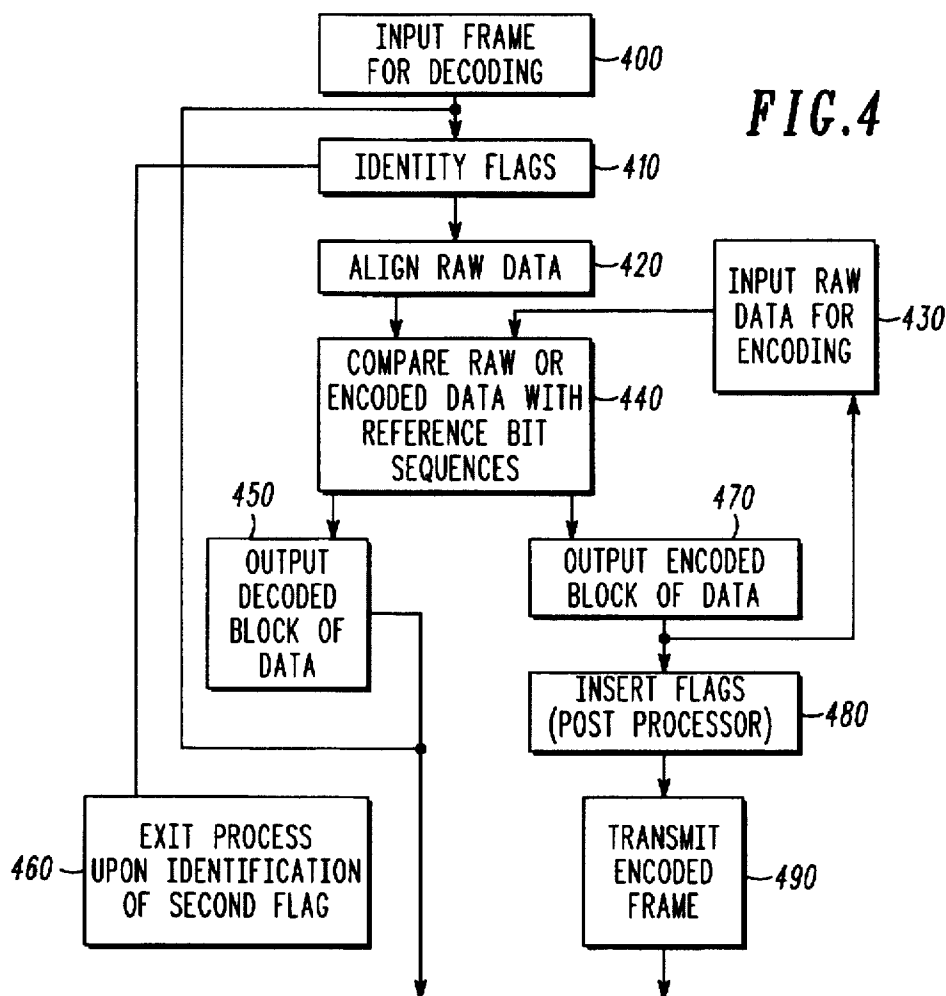 INPUT FRAME
FOR DECODING
400
FIG.4
IDENTITY FLAGS
410
ALIGN RAW DATA
420
INPUT RAW
DATA FOR
ENCODING
430
COMPARE RAW OR
ENCODED DATA WITH
REFERENCE BIT
SEQUENCES
440
450
OUTPUT
DECODED
BLOCK OF
DATA
470
OUTPUT ENCODED
BLOCK OF DATA
INSERT FLAGS
(POST PROCESSOR)
480
460
EXIT PROCESS
UPON IDENTIFICATION
OF SECOND FLAG
TRANSMIT
ENCODED
FRAME
490